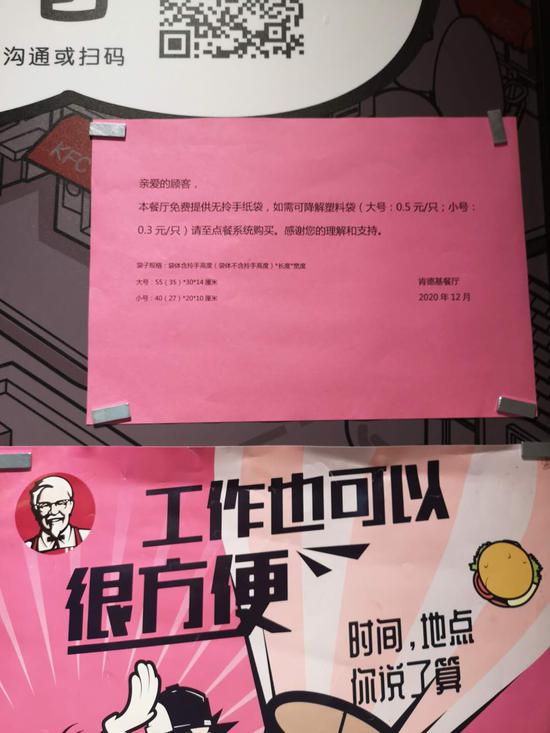 沟通或扫码
KFC
亲爱的顾客，
本餐厅免费提供无拎手纸袋，如需可降解塑料袋（大号：0.5 元/只；小号：
0.3 元/只）请至点餐系统购买。感谢您的理解和支持。
袋子规格：袋体含拎手高度（袋体不含拎手高度）*长度*宽度
大号：55（35）*30*14 厘米
小号：40（27）*20*10 厘米
肯德基餐厅
2020 年 12 月
工作也可以
很方便
时间，地点
你说了算